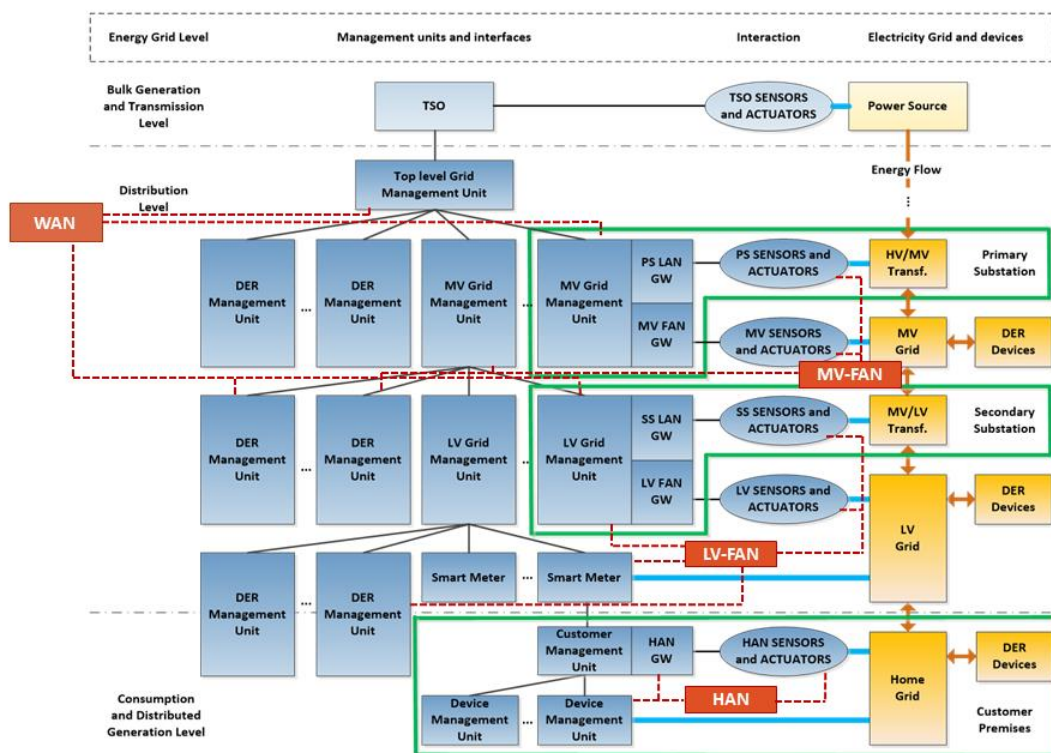 Energy Grid Level
Management units and interfaces
Interaction
Electricity Grid and devices
Bulk Generation
and Transmission
Level
TSO
TSO SENSORS
and ACTUATORS
Power Source
Top level Grid
Management Unit
Energy Flow
...
Distribution
Level
WAN
DER
Management
Unit
...
DER
Management
Unit
MV Grid
Management
Unit
...
MV Grid
Management
Unit
PS LAN
GW
MV FAN
GW
PS SENSORS and
ACTUATORS
HV/MV
Transf.
Primary
Substation
MV SENSORS
and ACTUATORS
MV
Grid
DER
Devices
MV-FAN
DER
Management
Unit
...
DER
Management
Unit
LV Grid
Management
Unit
...
LV Grid
Management
Unit
SS LAN
GW
LV FAN
GW
SS SENSORS and
ACTUATORS
MV/LV
Transf.
Secondary
Substation
LV SENSORS and
ACTUATORS
LV
Grid
DER
Devices
LV-FAN
DER
Management
Unit
...
DER
Management
Unit
Smart Meter
...
Smart Meter
Customer
Management
Unit
HAN
GW
HAN SENSORS
and ACTUATORS
Home
Grid
DER
Devices
HAN
Consumption
and Distributed
Generation Level
Device
Management
Unit
...
Device
Management
Unit
Customer
Premises